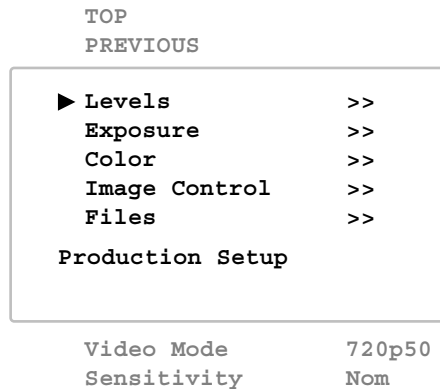 TOP
PREVIOUS
Levels >>
Exposure >>
Color >>
Image Control >>
Files >>
Production Setup
Video Mode 720p50
Sensitivity Nom